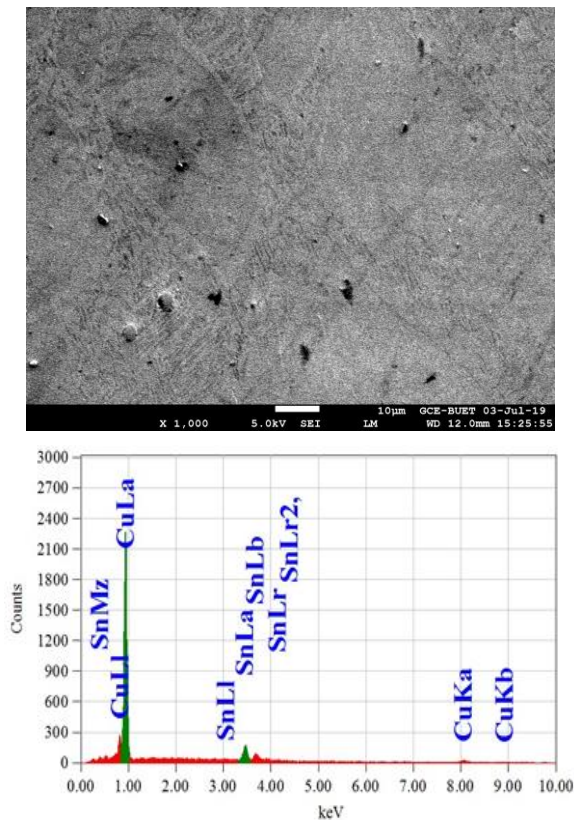 10µm GCE-BUET 03-Jul-19
X 1,000 5.0kV SEI LM WD 12.0mm 15:25:55
3000
2700
2400
2100
1800
1500
1200
900
600
300
0
Counts
SnMz
CuLl
CuLa
SnLl
SnLa
SnLb
SnLr
SnLr2,
CuKa
CuKb
0.00 1.00 2.00 3.00 4.00 5.00 6.00 7.00 8.00 9.00 10.00
keV